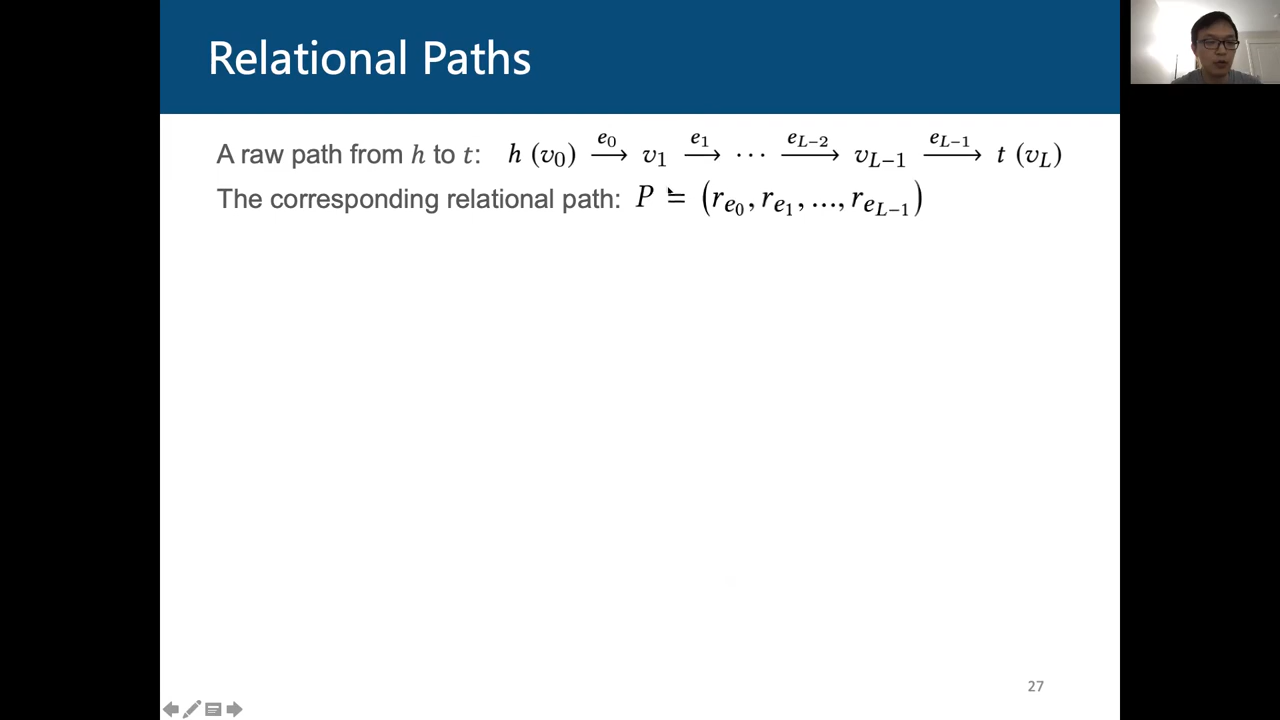 Relational Paths
A raw path from h to t: h (v₀) —e₀→ v₁ —e₁→ ⋯ —e_{L−2}→ v_{L−1} —e_{L−1}→ t (v_L)
The corresponding relational path: P = (r_{e₀}, r_{e₁}, ..., r_{e_{L−1}})
27